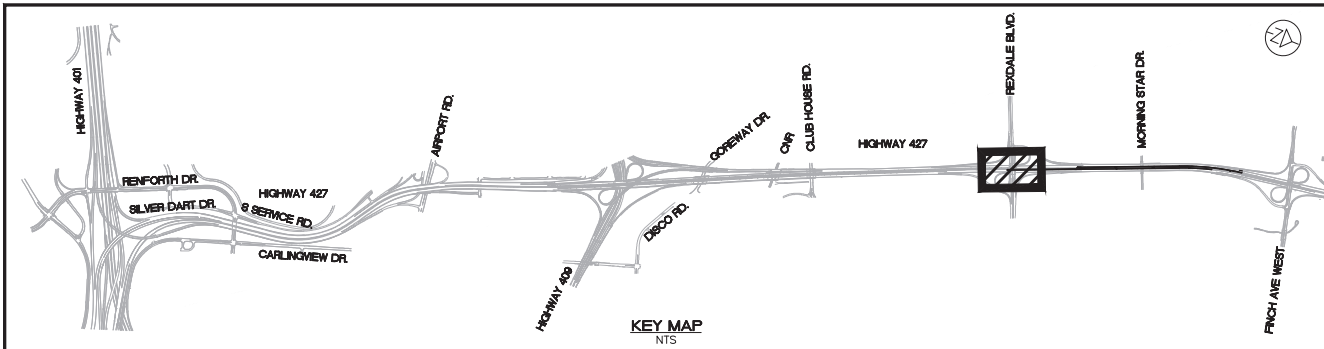 HIGHWAY 401
RENFORTH DR.
SILVER DART DR.
HIGHWAY 427
S SERVICE RD.
CARLINGVIEW DR.
AIRPORT RD.
HIGHWAY 409
DISCO RD.
GOREWAY DR.
CNR
CLUB HOUSE RD.
HIGHWAY 427
REXDALE BLVD.
MORNING STAR DR.
FINCH AVE WEST
N
KEY MAP
NTS